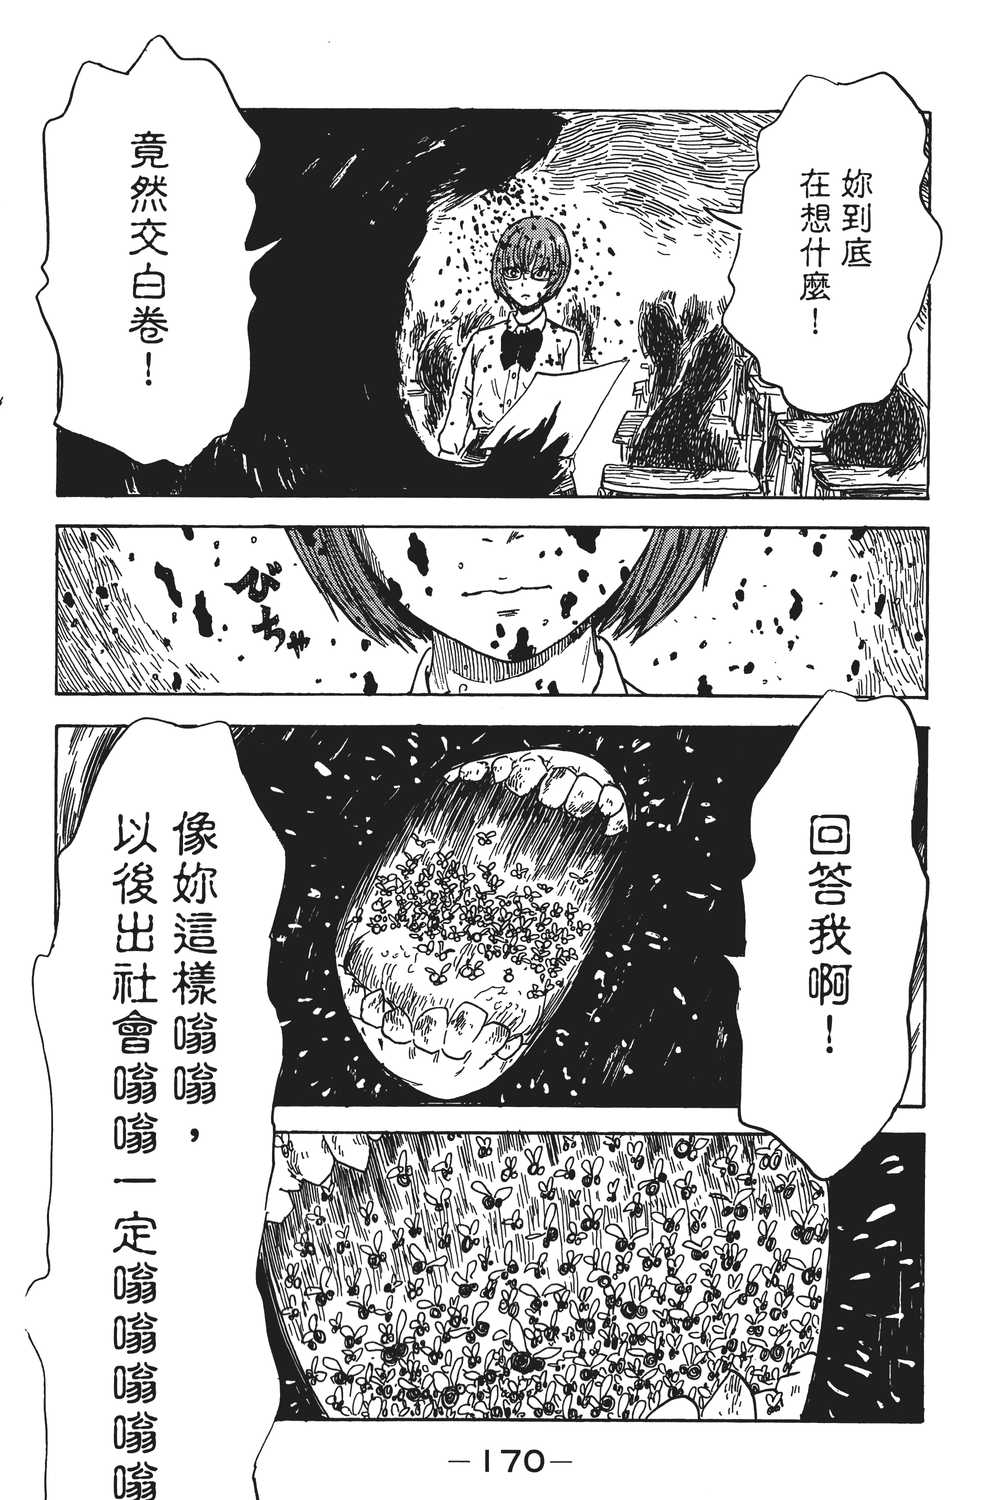 妳到底
在想什麼！
竟然交白卷！
びちゃ
回答我啊！
像妳這樣嗡嗡，
以後出社會嗡嗡一定嗡嗡嗡嗡嗡
—170—